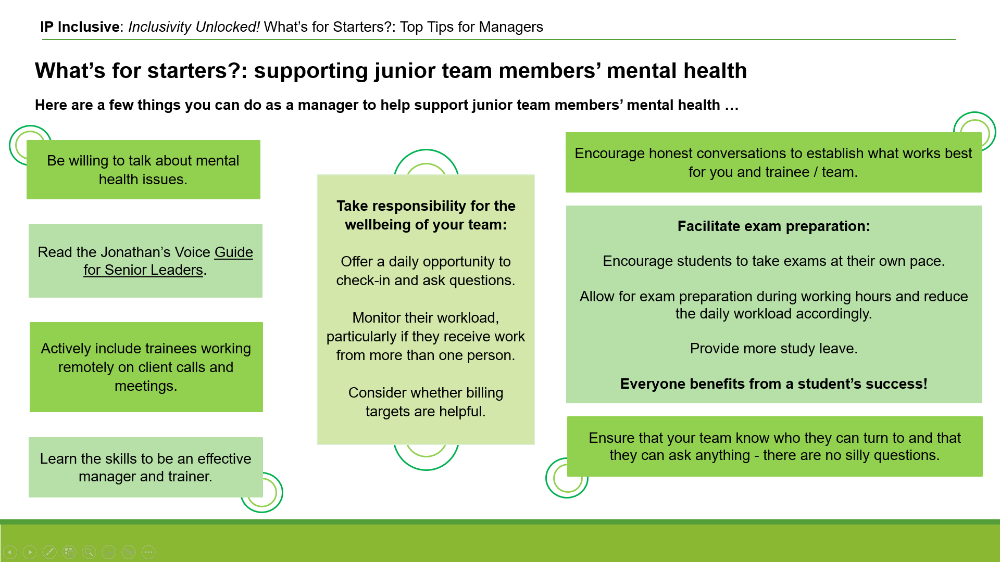 IP Inclusive: Inclusivity Unlocked! What’s for Starters?: Top Tips for Managers
What’s for starters?: supporting junior team members’ mental health
Here are a few things you can do as a manager to help support junior team members’ mental health …
Be willing to talk about mental
health issues.
Read the Jonathan’s Voice Guide
for Senior Leaders.
Actively include trainees working
remotely on client calls and
meetings.
Learn the skills to be an effective
manager and trainer.
Take responsibility for the
wellbeing of your team:
Offer a daily opportunity to
check-in and ask questions.
Monitor their workload,
particularly if they receive work
from more than one person.
Consider whether billing
targets are helpful.
Encourage honest conversations to establish what works best
for you and trainee / team.
Facilitate exam preparation:
Encourage students to take exams at their own pace.
Allow for exam preparation during working hours and reduce
the daily workload accordingly.
Provide more study leave.
Everyone benefits from a student’s success!
Ensure that your team know who they can turn to and that
they can ask anything - there are no silly questions.